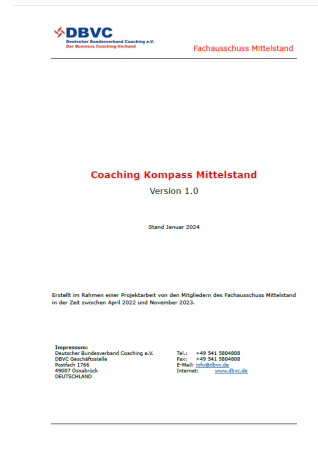 DBVC
Deutscher Bundesverband Coaching e.V.
Der Business Coaching-Verband
Fachausschuss Mittelstand
Coaching Kompass Mittelstand
Version 1.0
Stand Januar 2024
Erstellt im Rahmen einer Projektarbeit von den Mitgliedern des Fachausschuss Mittelstand
in der Zeit zwischen April 2022 und November 2023.
Impressum:
Deutscher Bundesverband Coaching e.V.
DBVC Geschäftsstelle
Postfach 1766
49007 Osnabrück
DEUTSCHLAND
Tel.: +49 541 5804808
Fax: +49 541 5804808
E-Mail: info@dbvc.de
Internet: www.dbvc.de